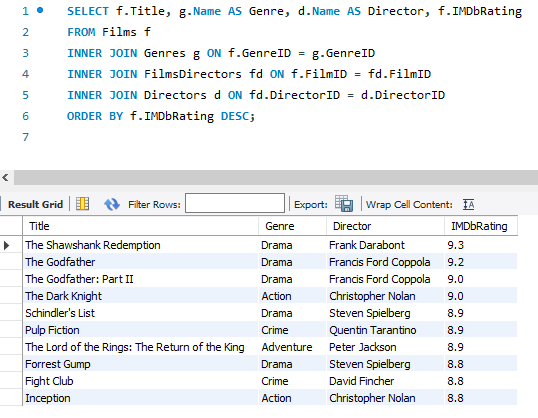 1 SELECT f.Title, g.Name AS Genre, d.Name AS Director, f.IMDbRating
2 FROM Films f
3 INNER JOIN Genres g ON f.GenreID = g.GenreID
4 INNER JOIN FilmsDirectors fd ON f.FilmID = fd.FilmID
5 INNER JOIN Directors d ON fd.DirectorID = d.DirectorID
6 ORDER BY f.IMDbRating DESC;
7
Result Grid Filter Rows: Export: Wrap Cell Content:
Title Genre Director IMDbRating
The Shawshank Redemption Drama Frank Darabont 9.3
The Godfather Drama Francis Ford Coppola 9.2
The Godfather: Part II Drama Francis Ford Coppola 9.0
The Dark Knight Action Christopher Nolan 9.0
Schindler's List Drama Steven Spielberg 8.9
Pulp Fiction Crime Quentin Tarantino 8.9
The Lord of the Rings: The Return of the King Adventure Peter Jackson 8.9
Forrest Gump Drama Steven Spielberg 8.8
Fight Club Crime David Fincher 8.8
Inception Action Christopher Nolan 8.8